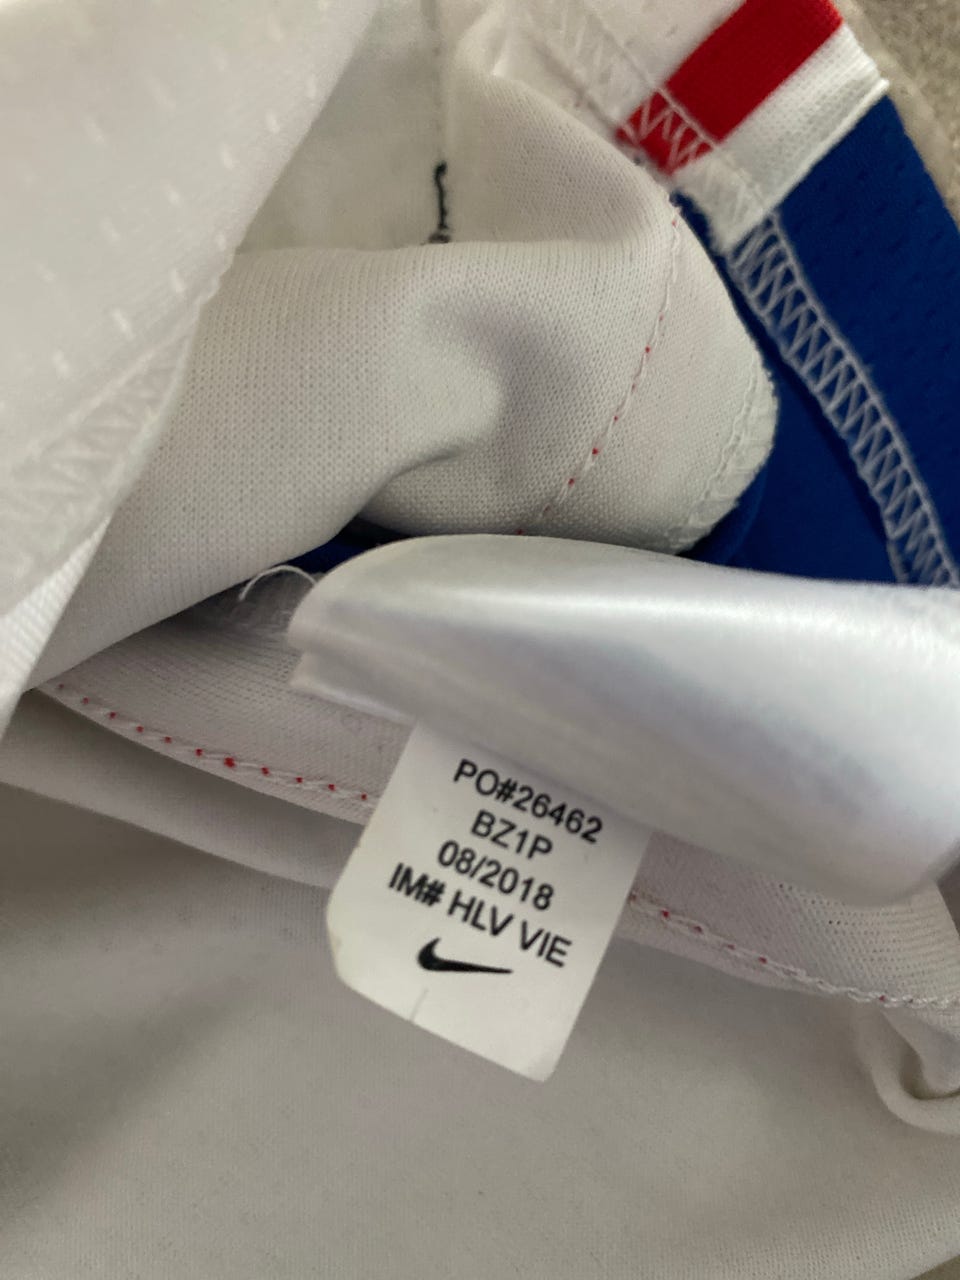 PO#26462
BZ1P
08/2018
IM# HLV VIE